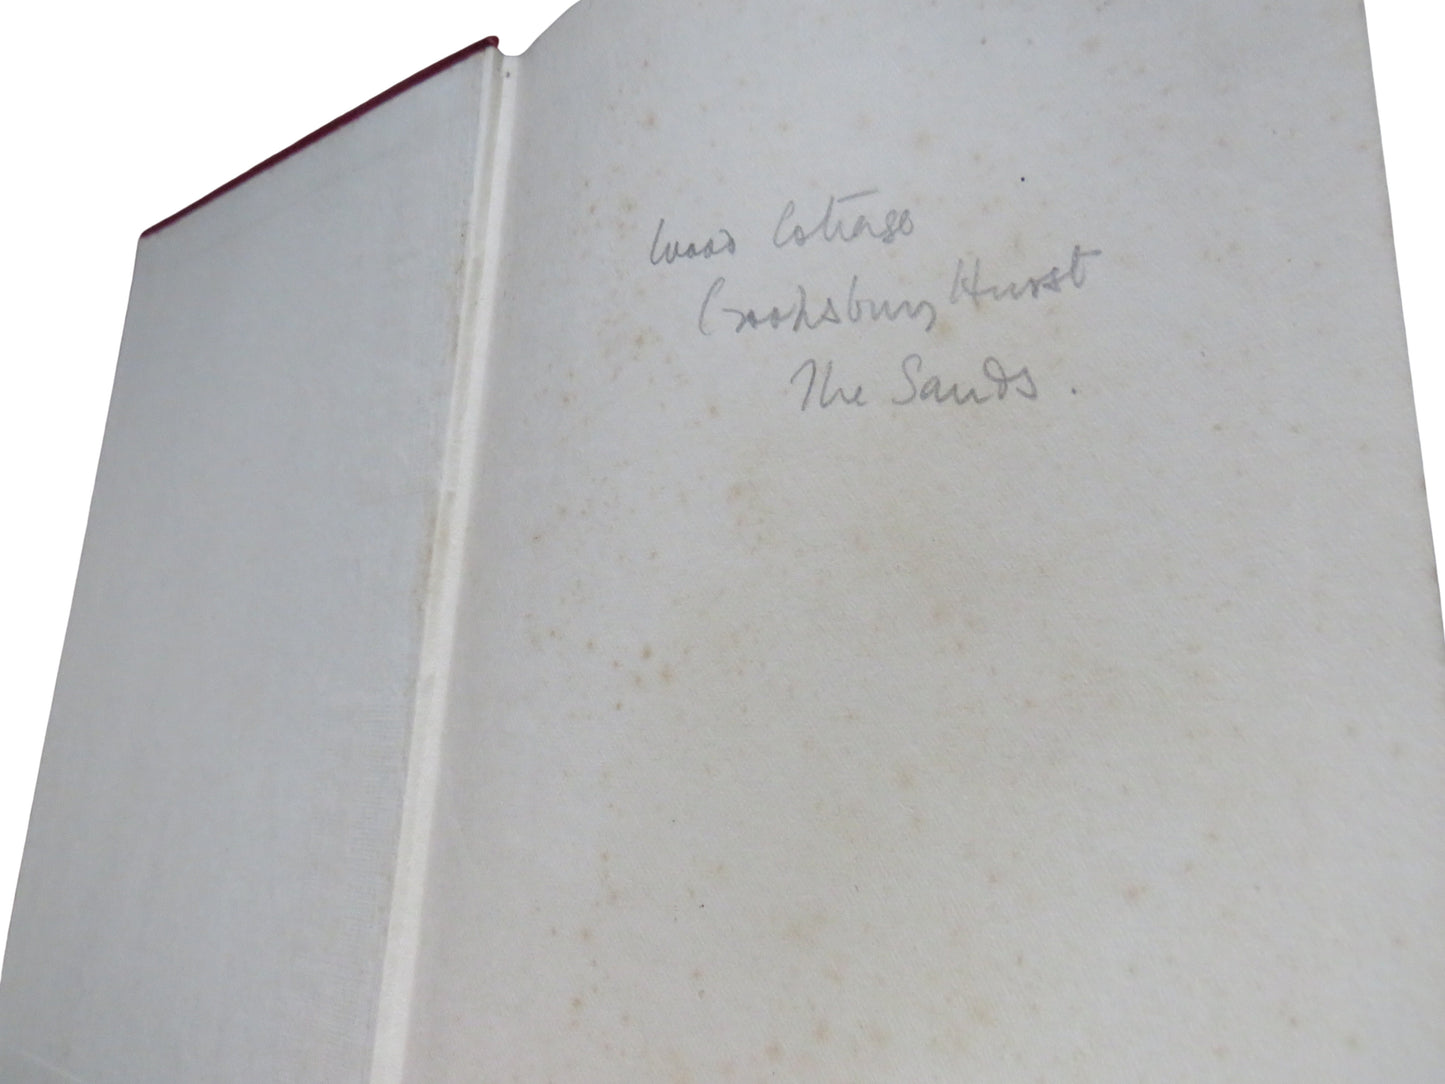 Wood Cottage
Crooksbury Hurst
The Sands.